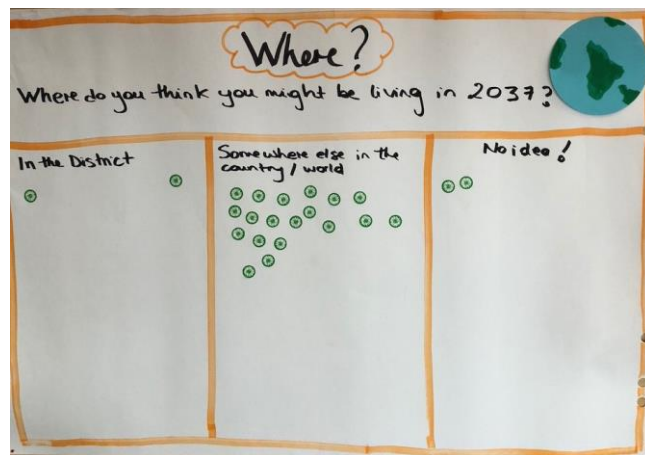 Where?
Where do you think you might be living in 2037?
In the District
Somewhere else in the
country / world
No idea!